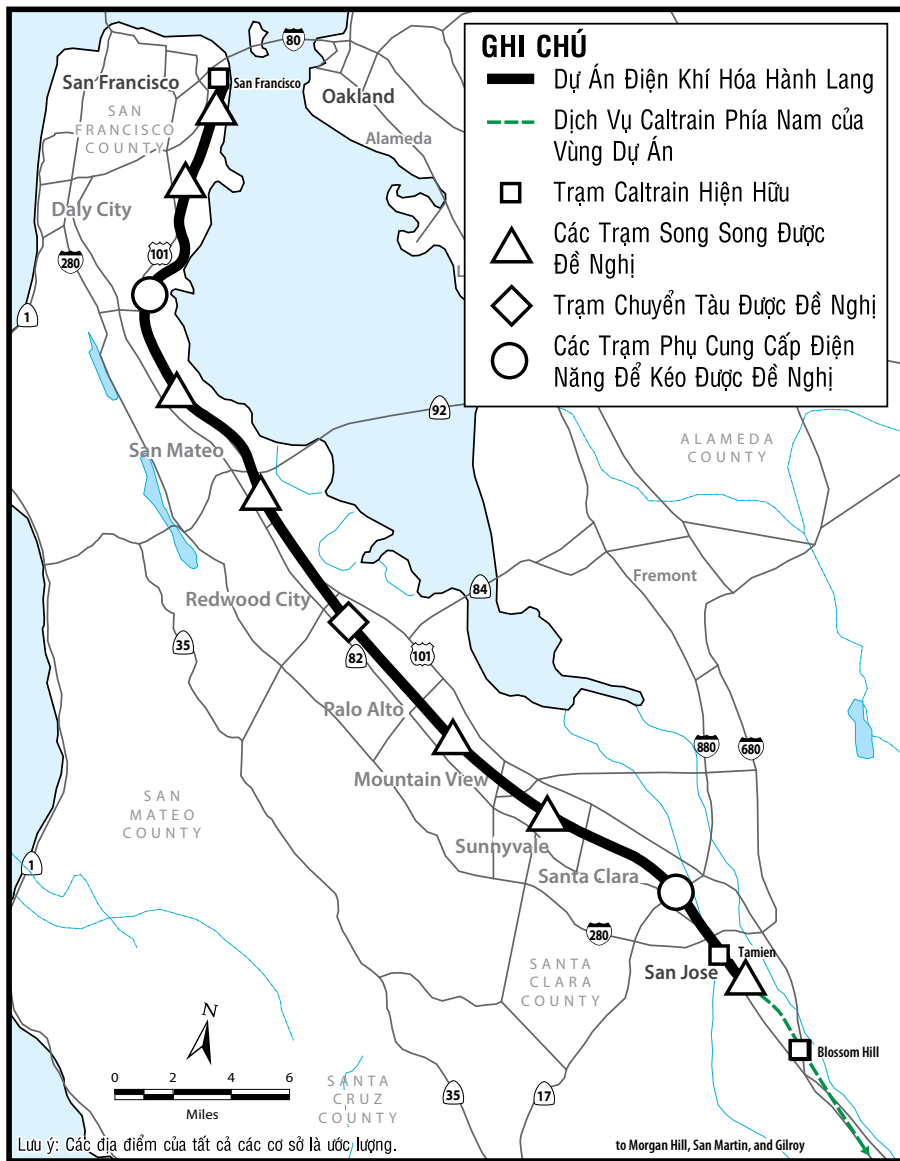 GHI CHÚ
Dự Án Điện Khí Hóa Hành Lang
Dịch Vụ Caltrain Phía Nam của
Vùng Dự Án
Trạm Caltrain Hiện Hữu
Các Trạm Song Song Được
Đề Nghị
Trạm Chuyển Tàu Được Đề Nghị
Các Trạm Phụ Cung Cấp Điện
Năng Để Kéo Được Đề Nghị
80
San Francisco
San Francisco
Oakland
SAN
FRANCISCO
COUNTY
Alameda
Daly City
101
280
1
92
San Mateo
ALAMEDA
COUNTY
Fremont
84
Redwood City
35
82
101
Palo Alto
880
680
Mountain View
SAN
MATEO
COUNTY
Sunnyvale
1
Santa Clara
280
Tamien
San Jose
SANTA
CLARA
COUNTY
N
Blossom Hill
0 2 4 6
Miles
SANTA
CRUZ
COUNTY
35
17
Lưu ý: Các địa điểm của tất cả các cơ sở là ước lượng.
to Morgan Hill, San Martin, and Gilroy